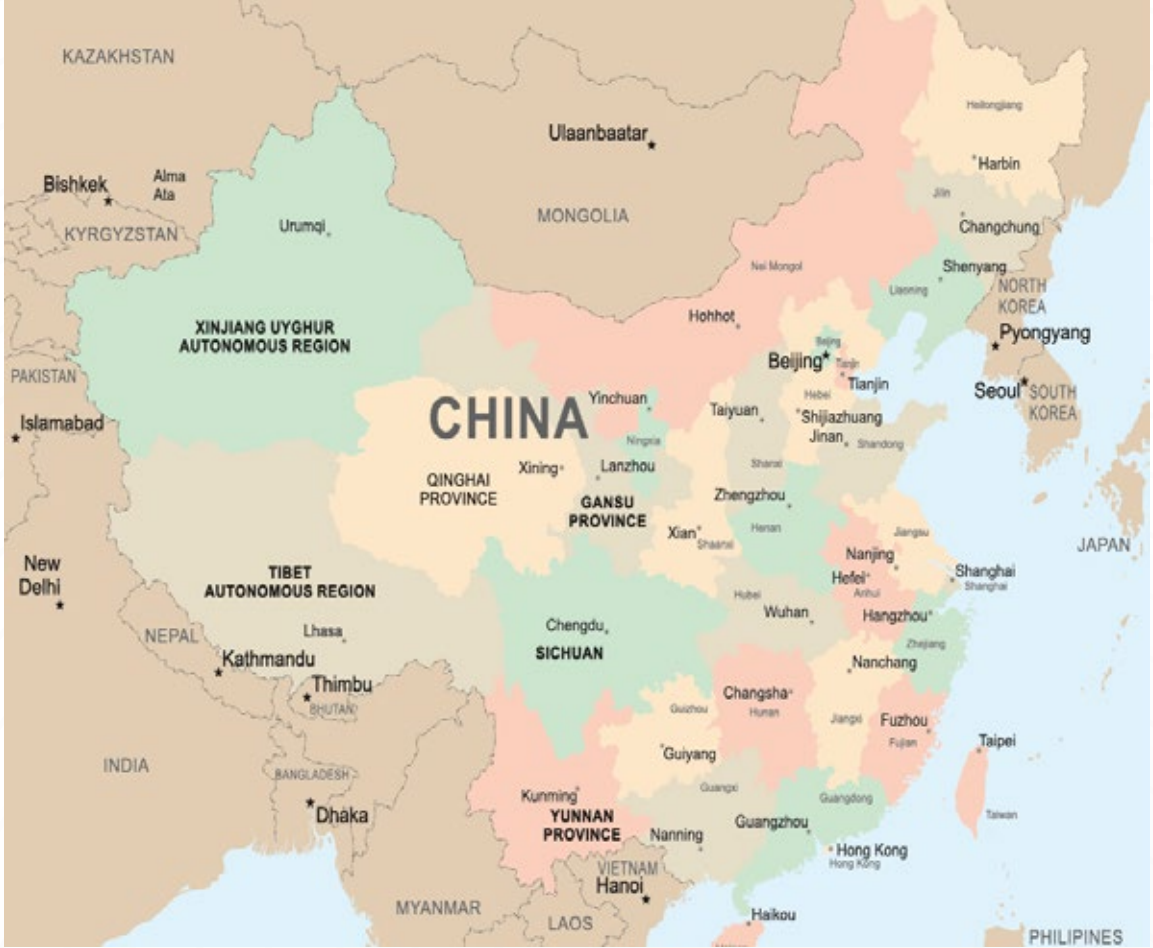 KAZAKHSTAN
Heilongjiang
Ulaanbaatar
Harbin
Bishkek
Alma
Ata
Jilin
MONGOLIA
Urumqi
KYRGYZSTAN
Changchung
Nei Mongol
Shenyang
Liaoning
NORTH
KOREA
Hohhot
XINJIANG UYGHUR
AUTONOMOUS REGION
Pyongyang
Beijing
Beijing
Tianjin
PAKISTAN
Tianjin
Seoul
SOUTH
KOREA
Hebei
Yinchuan
CHINA
Taiyuan
Shijiazhuang
Islamabad
Jinan
Shandong
Ningxia
Xining
Lanzhou
Shanxi
QINGHAI
PROVINCE
Zhengzhou
GANSU
PROVINCE
Henan
Xian
Shaanxi
Jiangsu
JAPAN
Nanjing
New
Delhi
TIBET
AUTONOMOUS REGION
Hefei
Shanghai
Shanghai
Anhui
Hubei
Wuhan
Hangzhou
Lhasa
Chengdu
NEPAL
Zhejiang
SICHUAN
Kathmandu
Nanchang
Thimbu
Changsha
BHUTAN
Guizhou
Hunan
Jiangxi
Fuzhou
Fujian
Taipei
Guiyang
INDIA
BANGLADESH
Guangxi
Kunming
Guangdong
Dhaka
YUNNAN
PROVINCE
Guangzhou
Taiwan
Nanning
Hong Kong
Hong Kong
VIETNAM
Hanoi
MYANMAR
LAOS
Haikou
PHILIPPINES